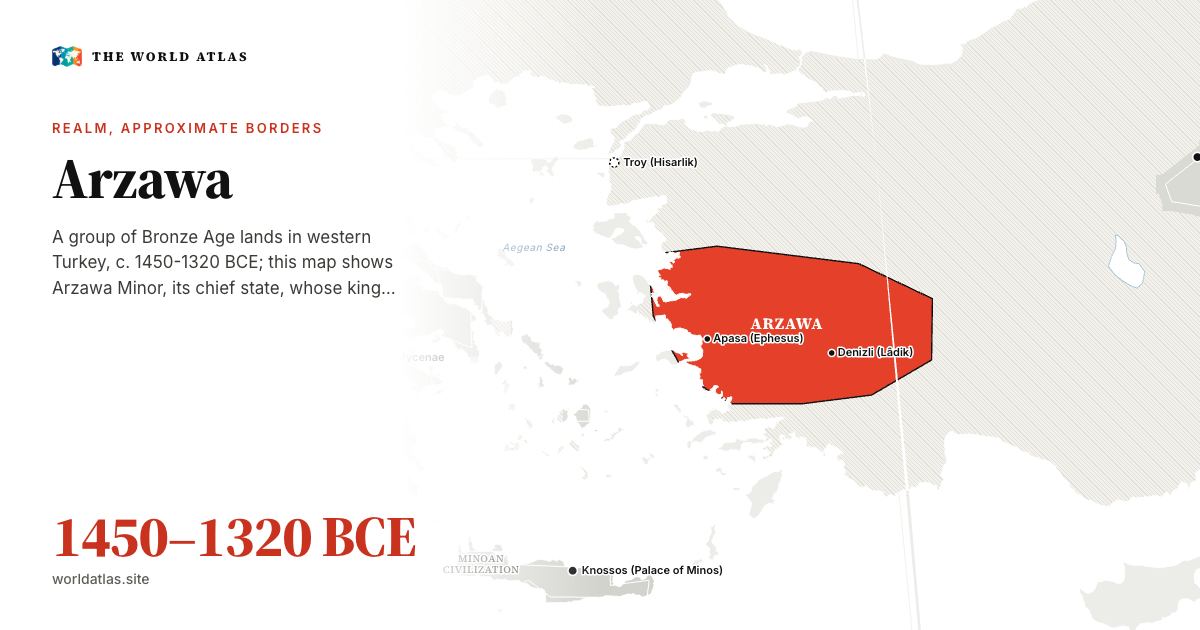 THE WORLD ATLAS
REALM, APPROXIMATE BORDERS
Arzawa
A group of Bronze Age lands in western
Turkey, c. 1450-1320 BCE; this map shows
Arzawa Minor, its chief state, whose king...
1450–1320 BCE
worldatlas.site
Troy (Hisarlik)
Aegean Sea
ARZAWA
Apasa (Ephesus)
Denizli (Lâdik)
ycenae
MINOAN
CIVILIZATION
Knossos (Palace of Minos)